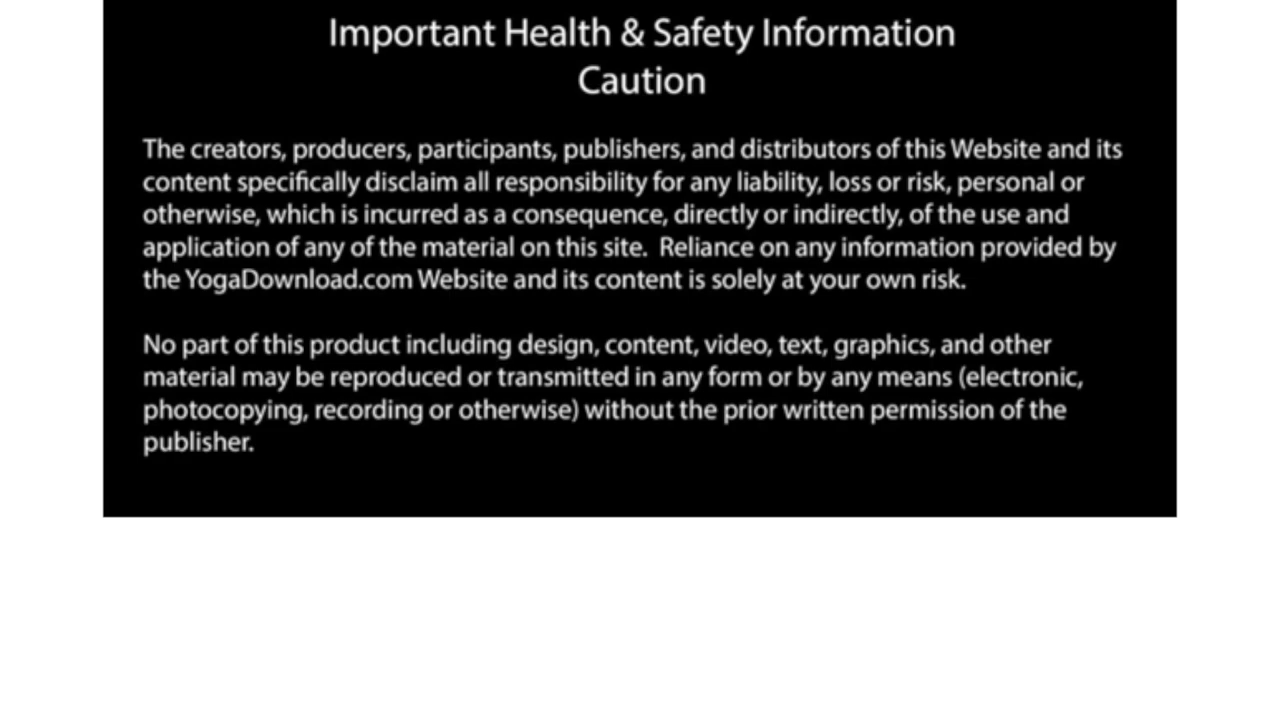 Important Health & Safety Information
Caution
The creators, producers, participants, publishers, and distributors of this Website and its
content specifically disclaim all responsibility for any liability, loss or risk, personal or
otherwise, which is incurred as a consequence, directly or indirectly, of the use and
application of any of the material on this site.  Reliance on any information provided by
the YogaDownload.com Website and its content is solely at your own risk.
No part of this product including design, content, video, text, graphics, and other
material may be reproduced or transmitted in any form or by any means (electronic,
photocopying, recording or otherwise) without the prior written permission of the
publisher.